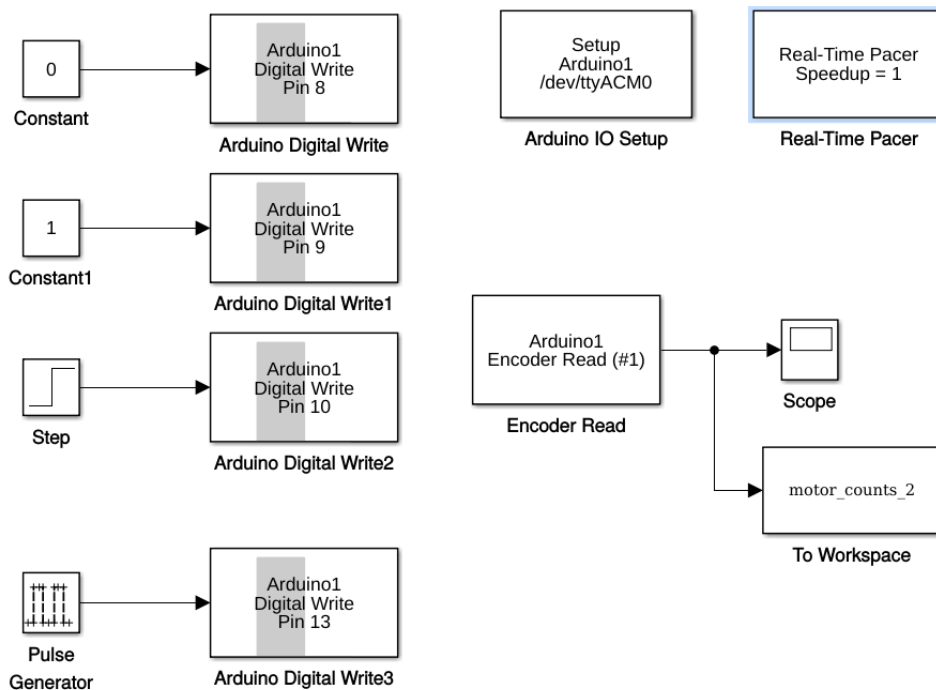 0
Constant
Arduino1
Digital Write
Pin 8
Arduino Digital Write
Setup
Arduino1
/dev/ttyACM0
Arduino IO Setup
Real-Time Pacer
Speedup = 1
Real-Time Pacer
1
Constant1
Arduino1
Digital Write
Pin 9
Arduino Digital Write1
Step
Arduino1
Digital Write
Pin 10
Arduino Digital Write2
Arduino1
Encoder Read (#1)
Encoder Read
Scope
motor_counts_2
To Workspace
Pulse
Generator
Arduino1
Digital Write
Pin 13
Arduino Digital Write3